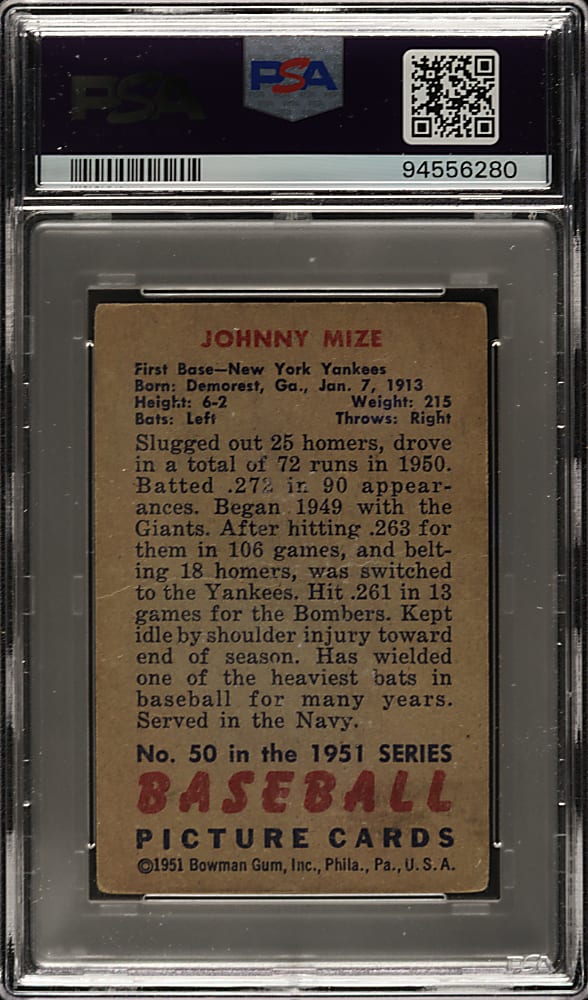 PSA
PSA
94556280
JOHNNY MIZE
First Base—New York Yankees
Born: Demorest, Ga., Jan. 7, 1913
Height: 6-2 Weight: 215
Bats: Left Throws: Right
Slugged out 25 homers, drove
in a total of 72 runs in 1950.
Batted .272 in 90 appear-
ances. Began 1949 with the
Giants. After hitting .263 for
them in 106 games, and belt-
ing 18 homers, was switched
to the Yankees. Hit .261 in 13
games for the Bombers. Kept
idle by shoulder injury toward
end of season. Has wielded
one of the heaviest bats in
baseball for many years.
Served in the Navy.
No. 50 in the 1951 SERIES
BASEBALL
PICTURE CARDS
©1951 Bowman Gum, Inc., Phila., Pa., U.S.A.
PSA